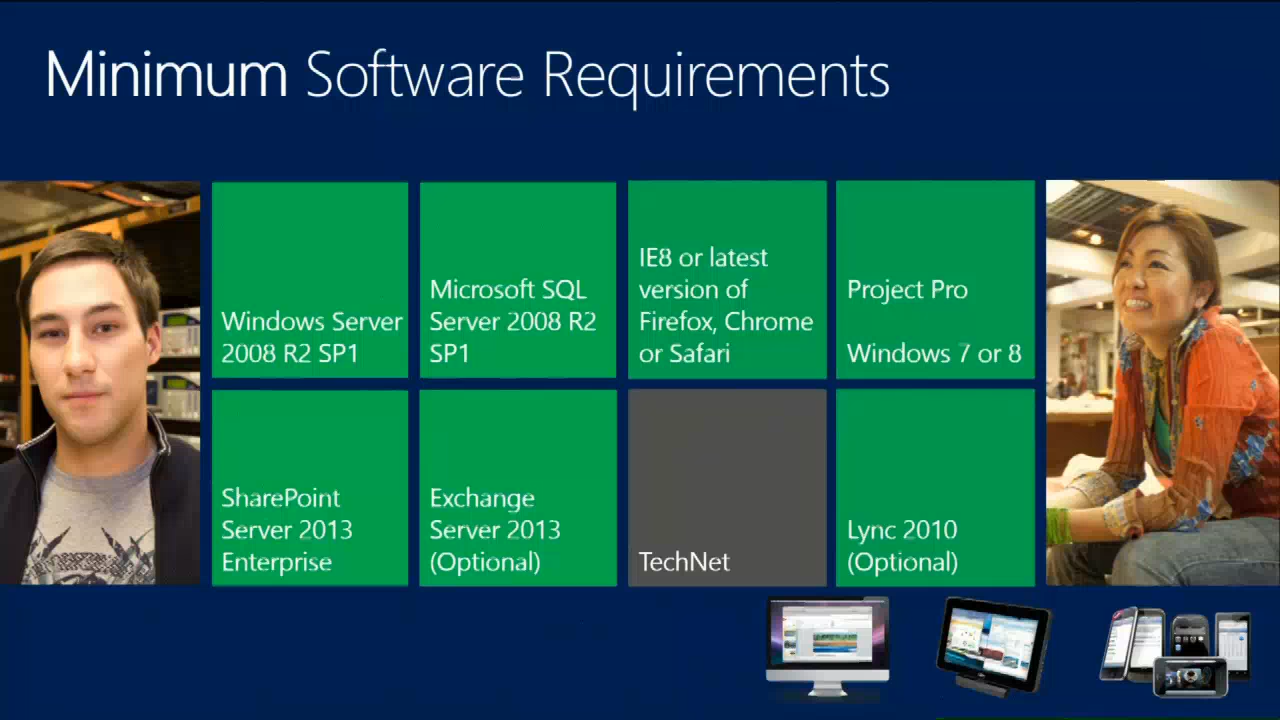 Minimum Software Requirements
Windows Server
2008 R2 SP1
Microsoft SQL
Server 2008 R2
SP1
IE8 or latest
version of
Firefox, Chrome
or Safari
Project Pro
Windows 7 or 8
SharePoint
Server 2013
Enterprise
Exchange
Server 2013
(Optional)
TechNet
Lync 2010
(Optional)